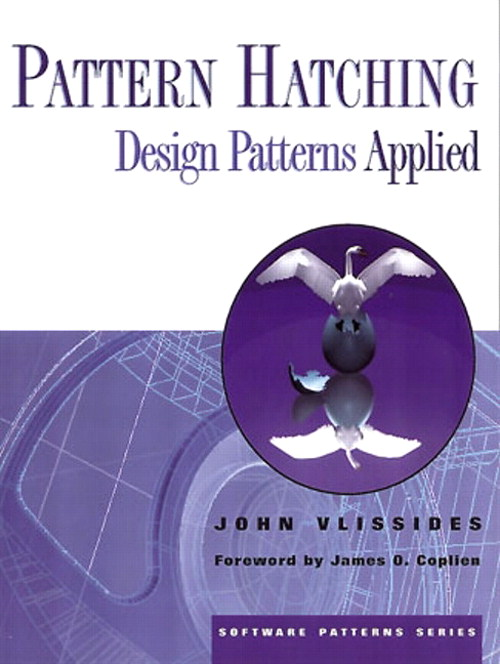 PATTERN HATCHING
Design Patterns Applied
JOHN VLISSIDES
Foreword by James O. Coplien
SOFTWARE PATTERNS SERIES